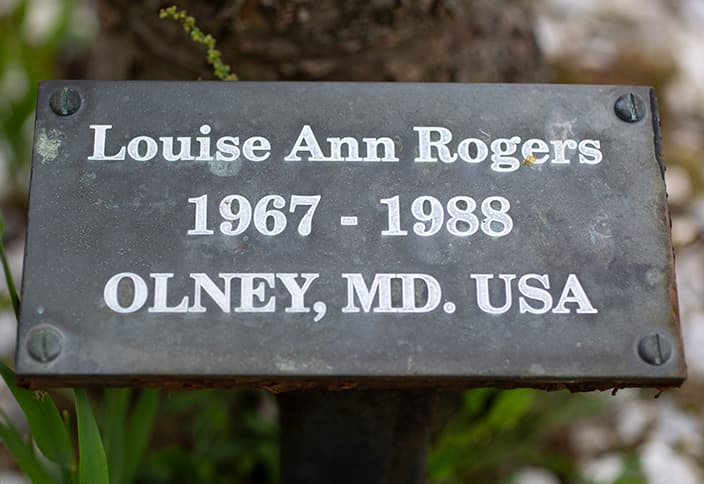 Louise Ann Rogers
1967 - 1988
OLNEY, MD. USA